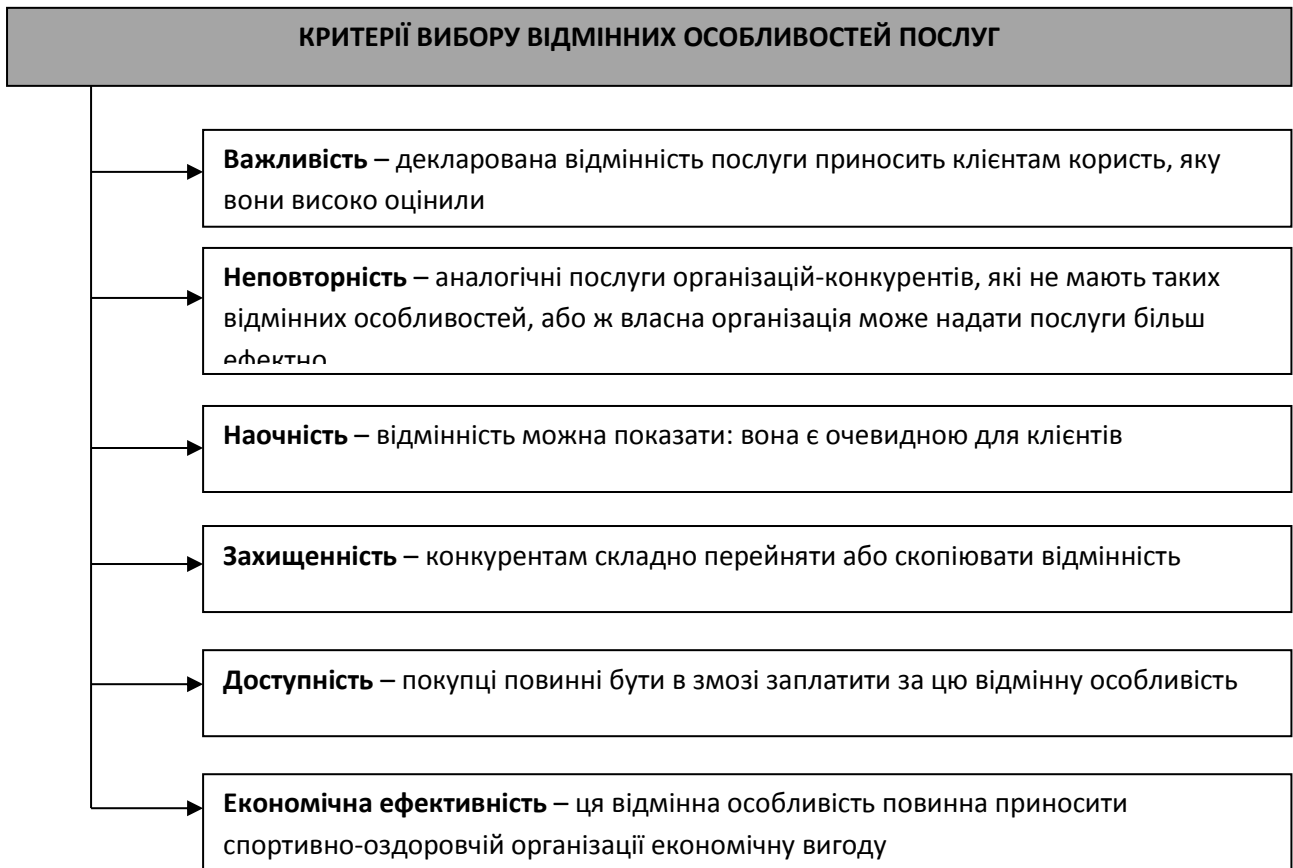 КРИТЕРІЇ ВИБОРУ ВІДМІННИХ ОСОБЛИВОСТЕЙ ПОСЛУГ
Важливість – декларована відмінність послуги приносить клієнтам користь, яку
вони високо оцінили
Неповторність – аналогічні послуги організацій-конкурентів, які не мають таких
відмінних особливостей, або ж власна організація може надати послуги більш
ефектно
Наочність – відмінність можна показати: вона є очевидною для клієнтів
Захищенність – конкурентам складно перейняти або скопіювати відмінність
Доступність – покупці повинні бути в змозі заплатити за цю відмінну особливість
Економічна ефективність – ця відмінна особливість повинна приносити
спортивно-оздоровчій організації економічну вигоду